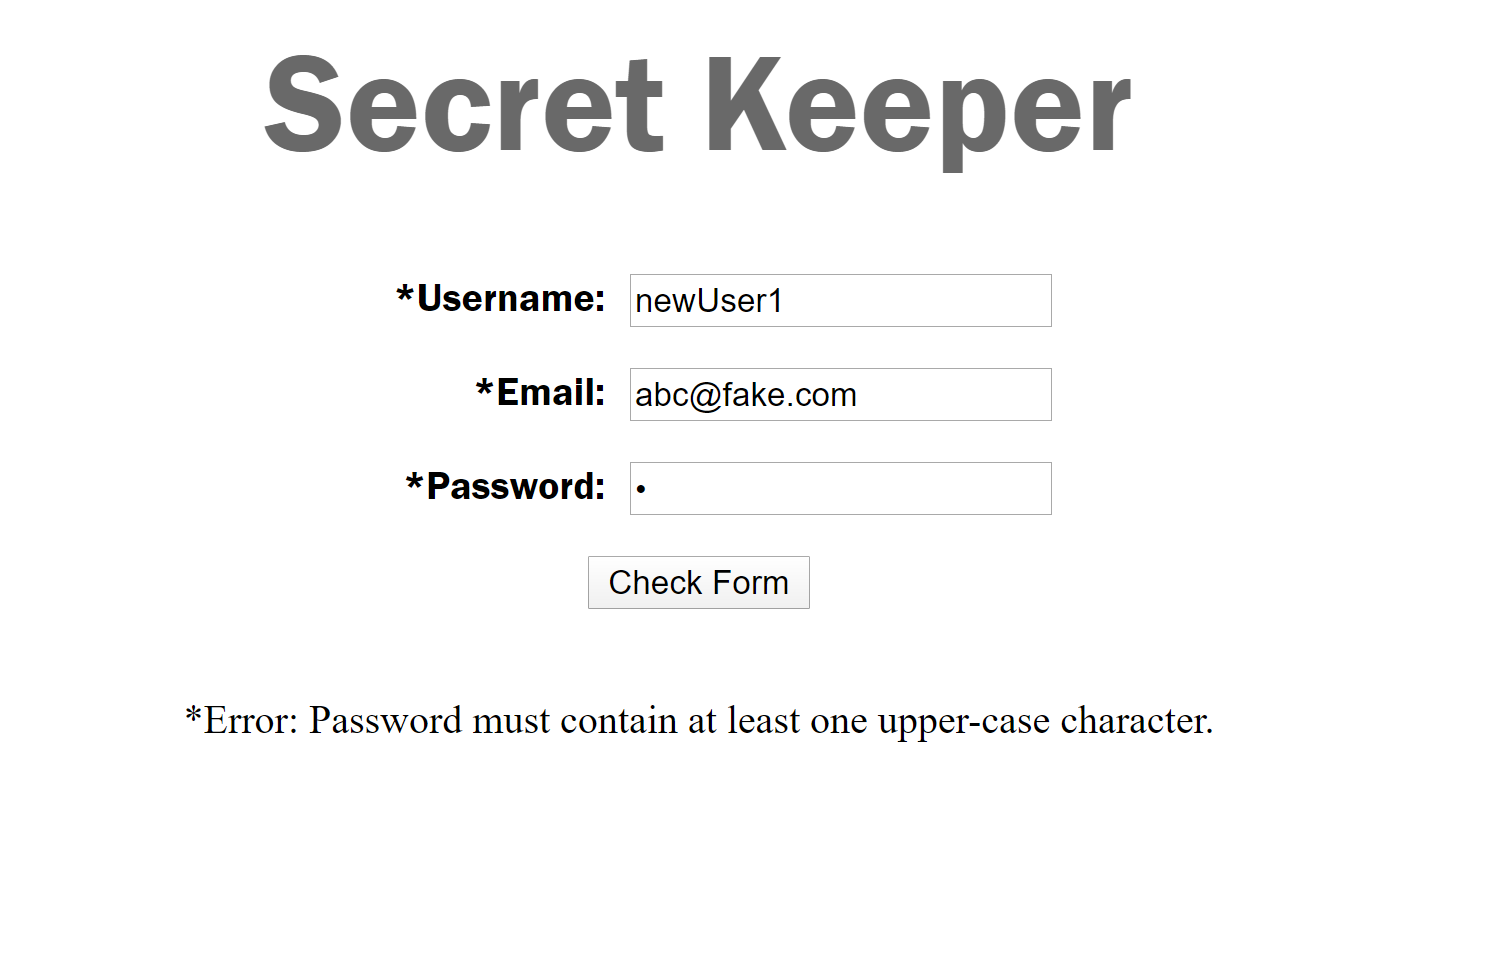 Secret Keeper
*Username: newUser1
*Email: abc@fake.com
*Password: •
Check Form
*Error: Password must contain at least one upper-case character.